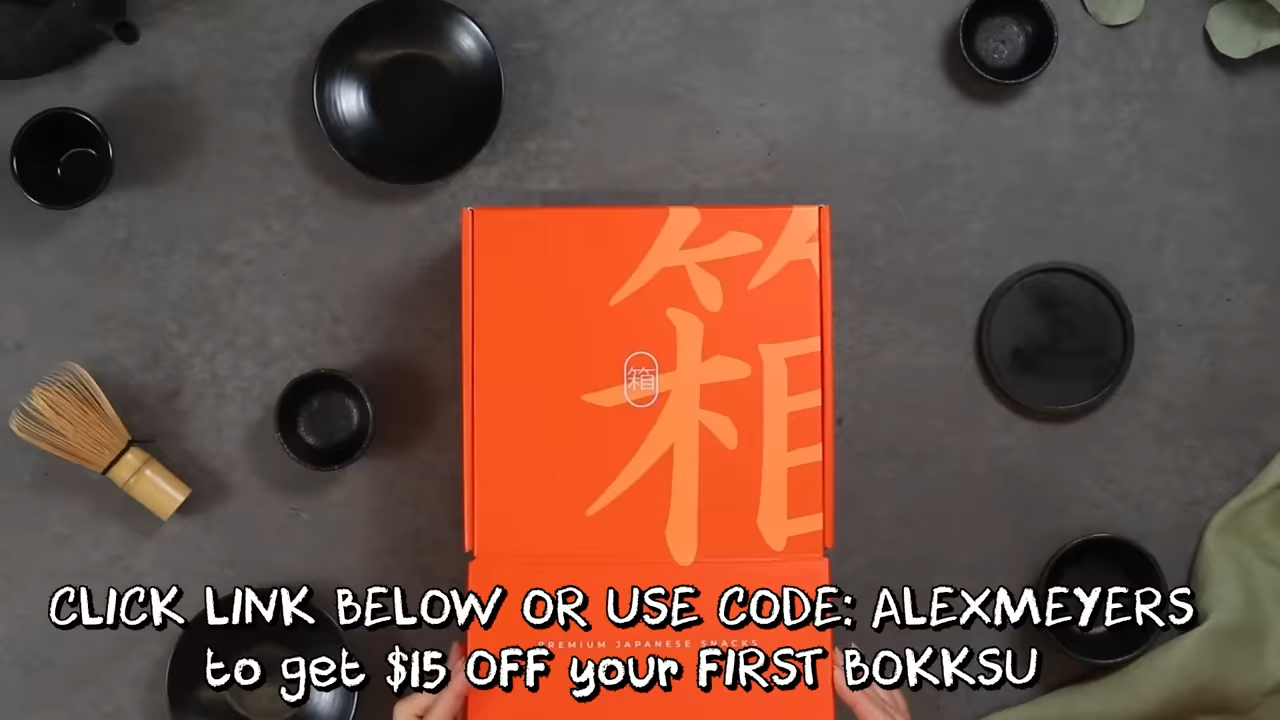 箱
箱
PREMIUM JAPANESE SNACKS
CLICK LINK BELOW OR USE CODE: ALEXMEYERS
to get $15 OFF your FIRST BOKKSU